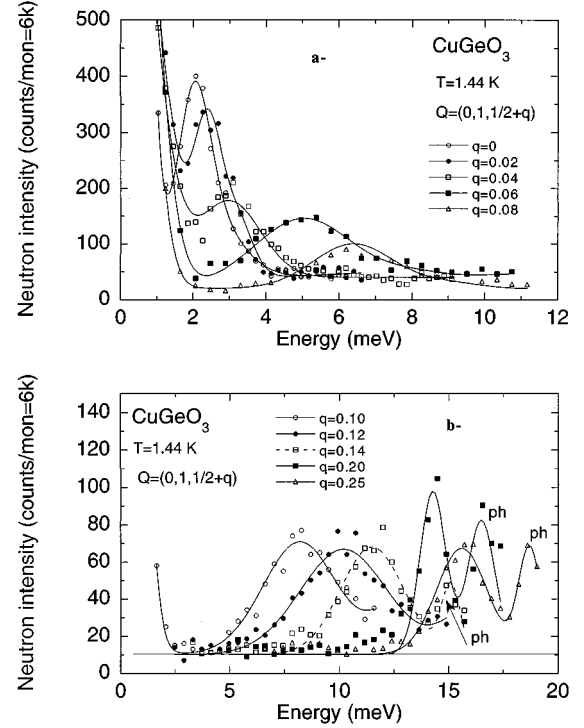 500
400
300
200
100
50
0
Neutron intensity (counts/mon=6k)
a-
CuGeO3
T=1.44 K
Q=(0,1,1/2+q)
q=0
q=0.02
q=0.04
q=0.06
q=0.08
0 2 4 6 8 10 12
Energy (meV)
140
120
100
80
60
40
20
0
Neutron intensity (counts/mon=6k)
CuGeO3
T=1.44 K
Q=(0,1,1/2+q)
q=0.10
q=0.12
q=0.14
q=0.20
q=0.25
b-
ph
ph
ph
0 5 10 15 20
Energy (meV)